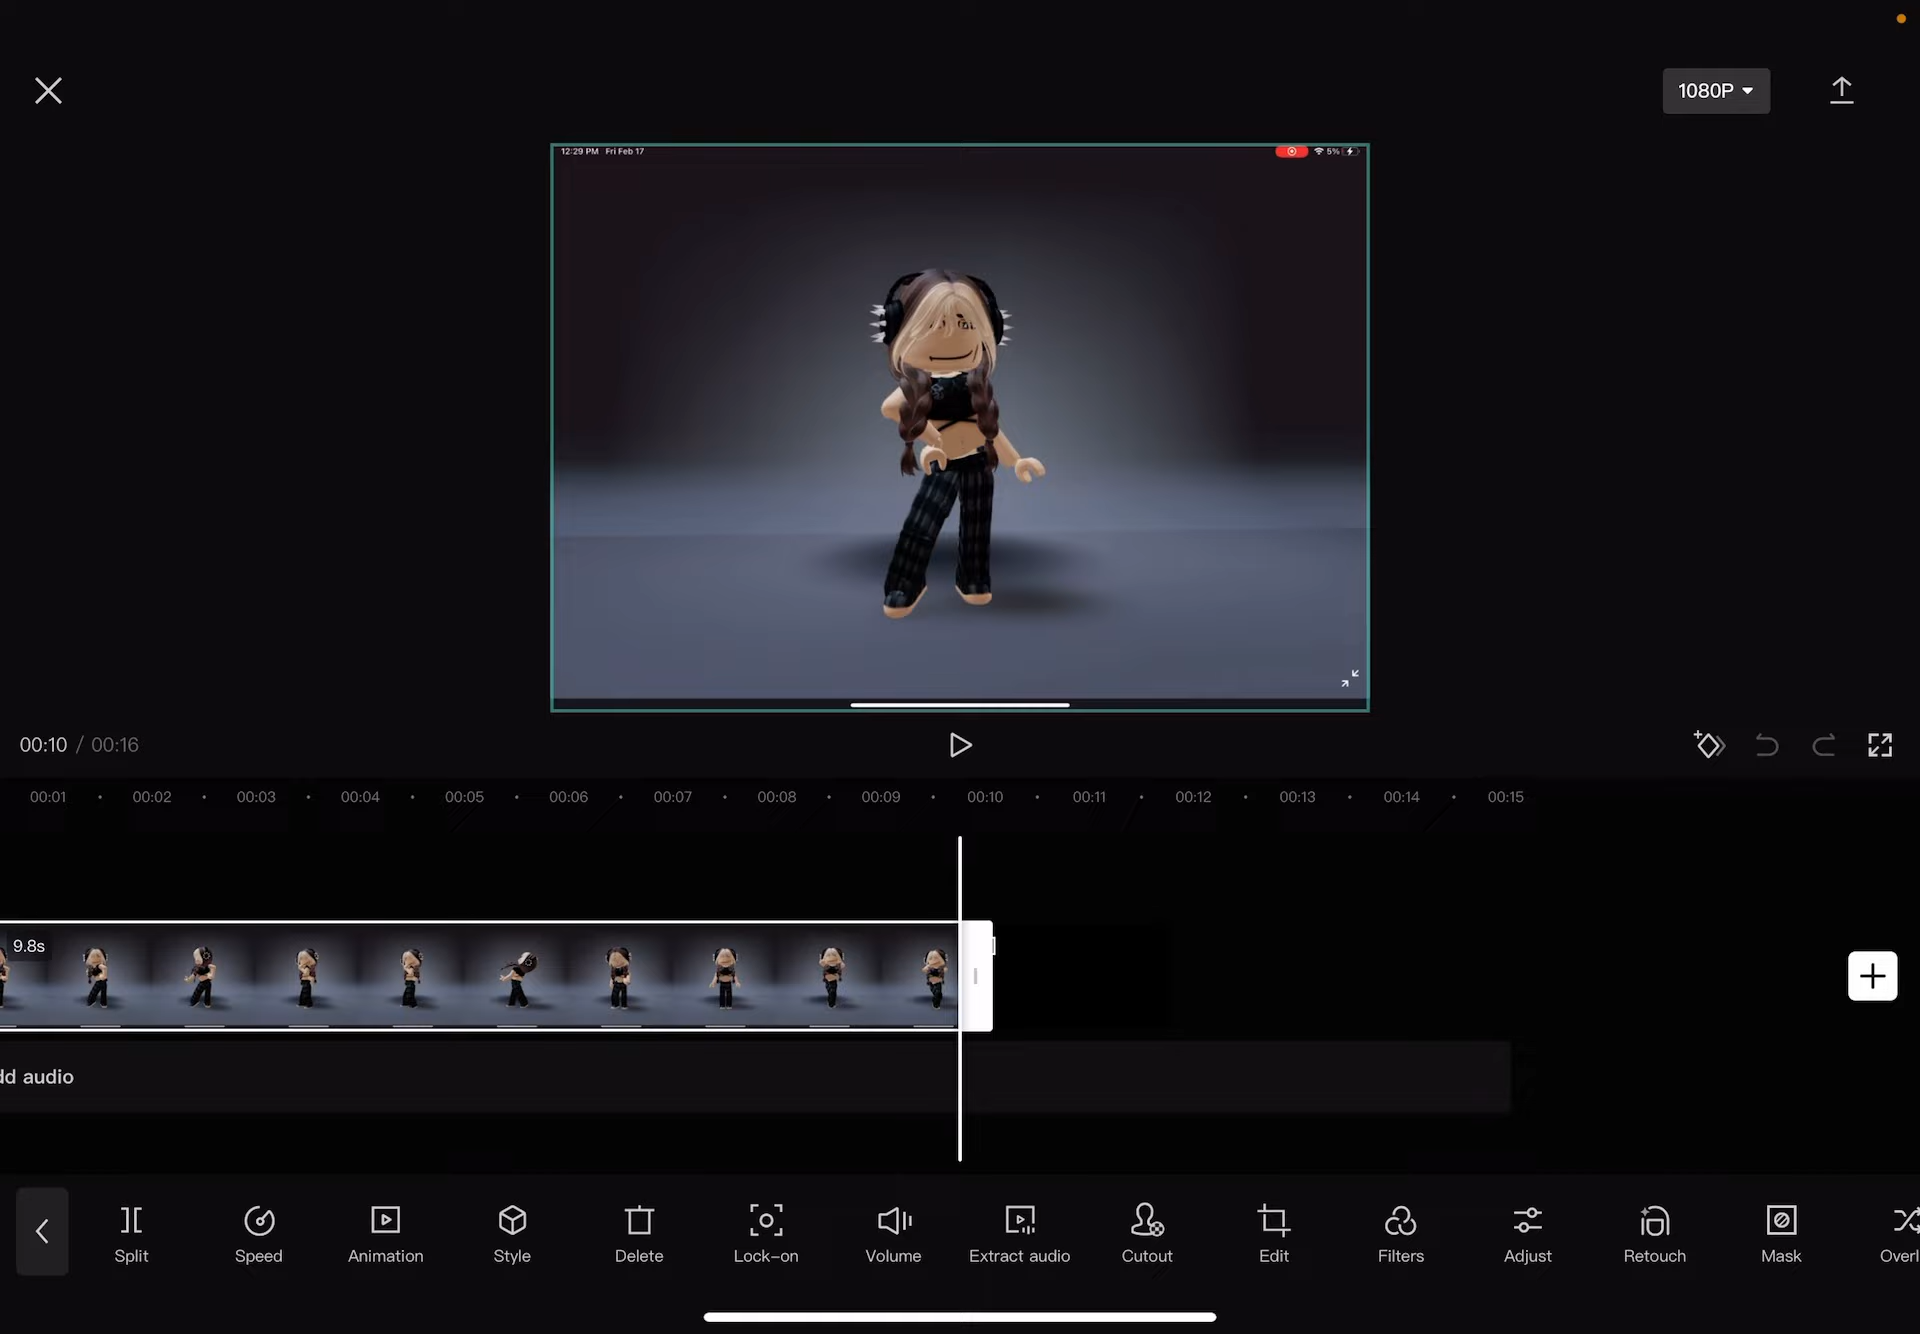 1080P
12:29 PM Fri Feb 17
5%
00:10 / 00:16
00:01 00:02 00:03 00:04 00:05 00:06 00:07 00:08 00:09 00:10 00:11 00:12 00:13 00:14 00:15
9.8s
dd audio
Split Speed Animation Style Delete Lock-on Volume Extract audio Cutout Edit Filters Adjust Retouch Mask Overl